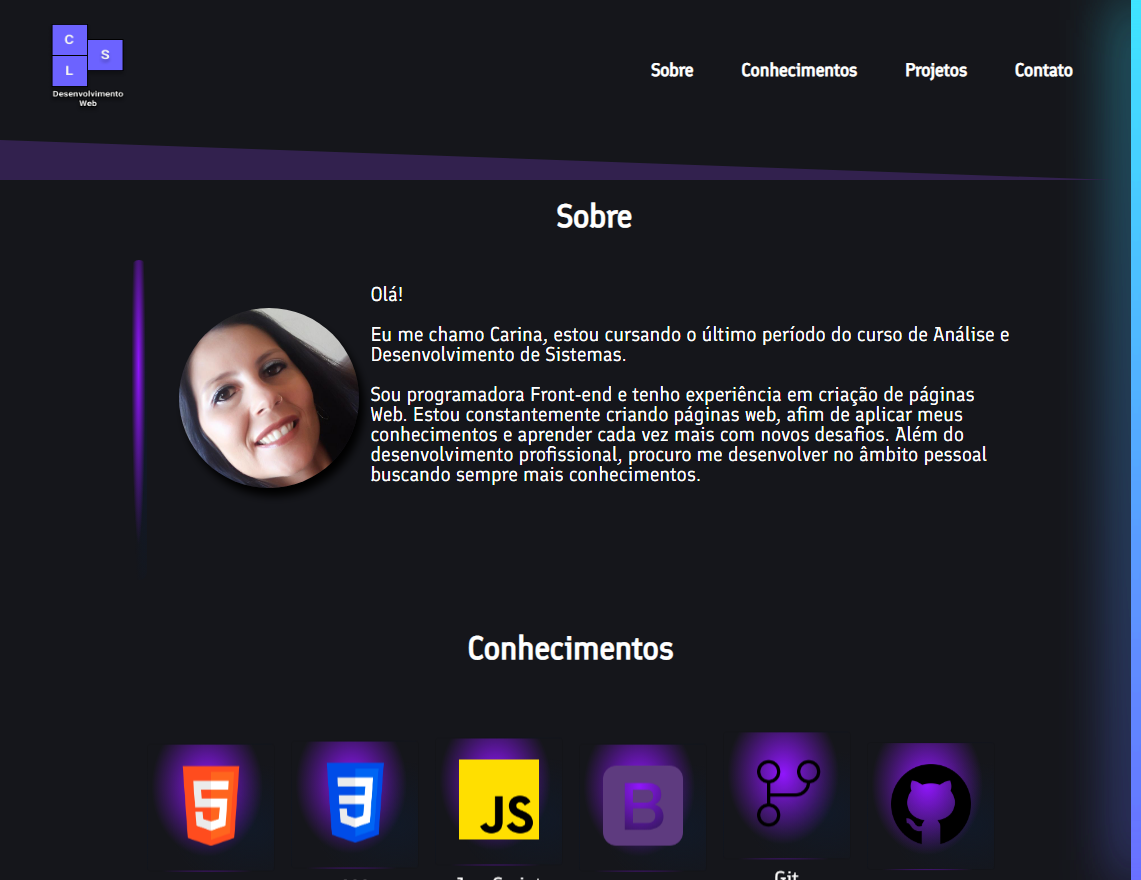 C
S
L
Desenvolvimento
Web
Sobre Conhecimentos Projetos Contato
Sobre
Olá!
Eu me chamo Carina, estou cursando o último período do curso de Análise e
Desenvolvimento de Sistemas.
Sou programadora Front-end e tenho experiência em criação de páginas
Web. Estou constantemente criando páginas web, afim de aplicar meus
conhecimentos e aprender cada vez mais com novos desafios. Além do
desenvolvimento profissional, procuro me desenvolver no âmbito pessoal
buscando sempre mais conhecimentos.
Conhecimentos
5
3
JS
B
Git